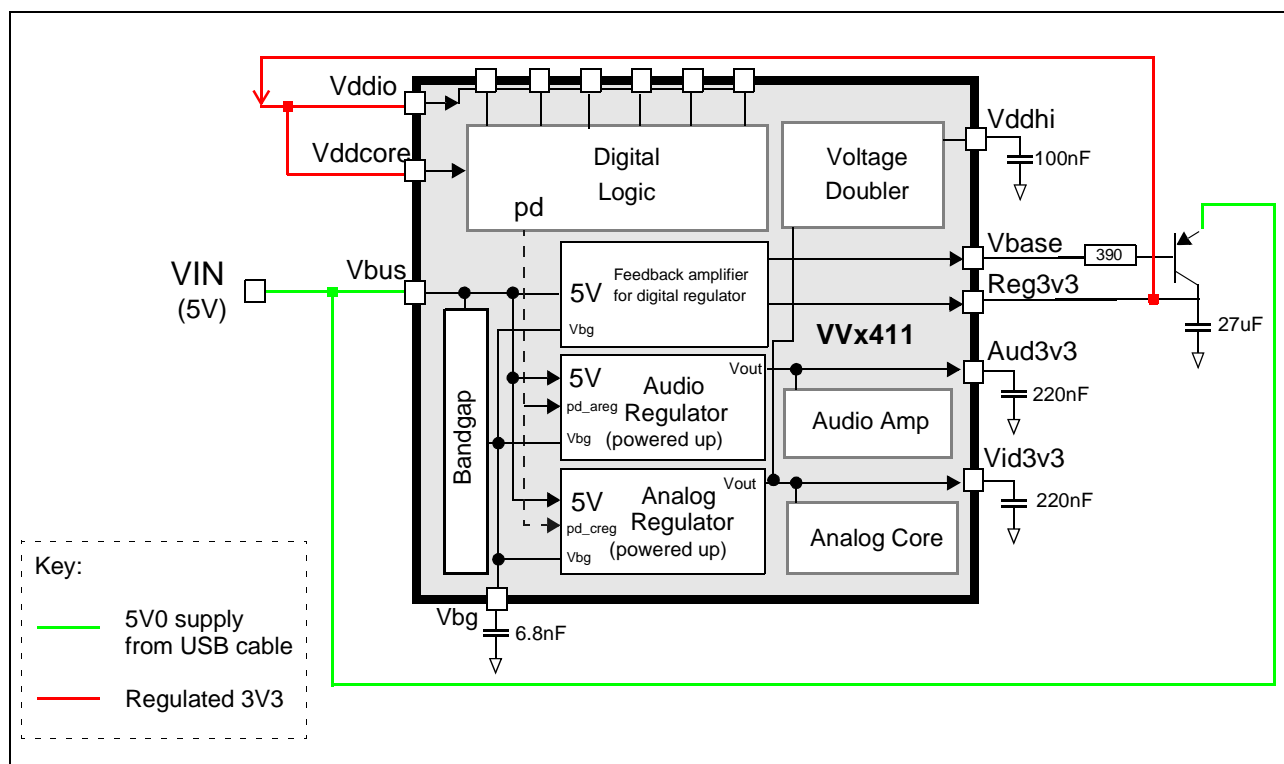 Vddio
Vddcore
Digital
Logic
pd
Voltage
Doubler
Vddhi
100nF
VIN
(5V)
Vbus
5V
Feedback amplifier
for digital regulator
Vbg
Vbase
390
Reg3v3
27uF
VVx411
Bandgap
5V
Vout
Audio
pd_areg
Regulator
(powered up)
Vbg
Audio Amp
Aud3v3
220nF
5V
Vout
Analog
pd_creg
Regulator
(powered up)
Vbg
Analog Core
Vid3v3
220nF
Vbg
6.8nF
Key:
5V0 supply
from USB cable
Regulated 3V3